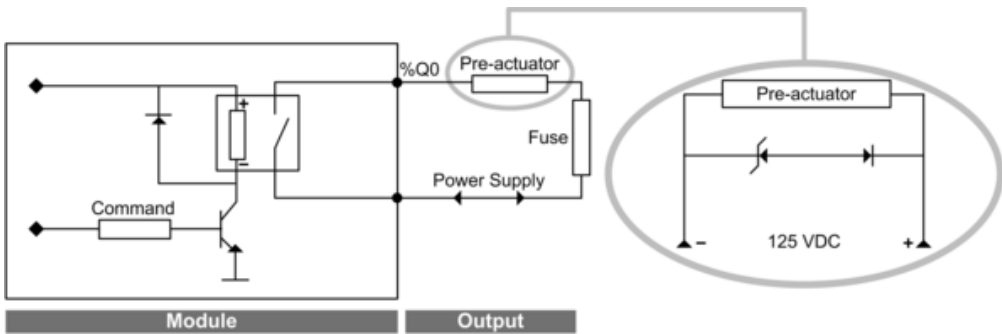 %Q0
Pre-actuator
+
−
Fuse
Power Supply
Command
Pre-actuator
− 125 VDC +
Module
Output